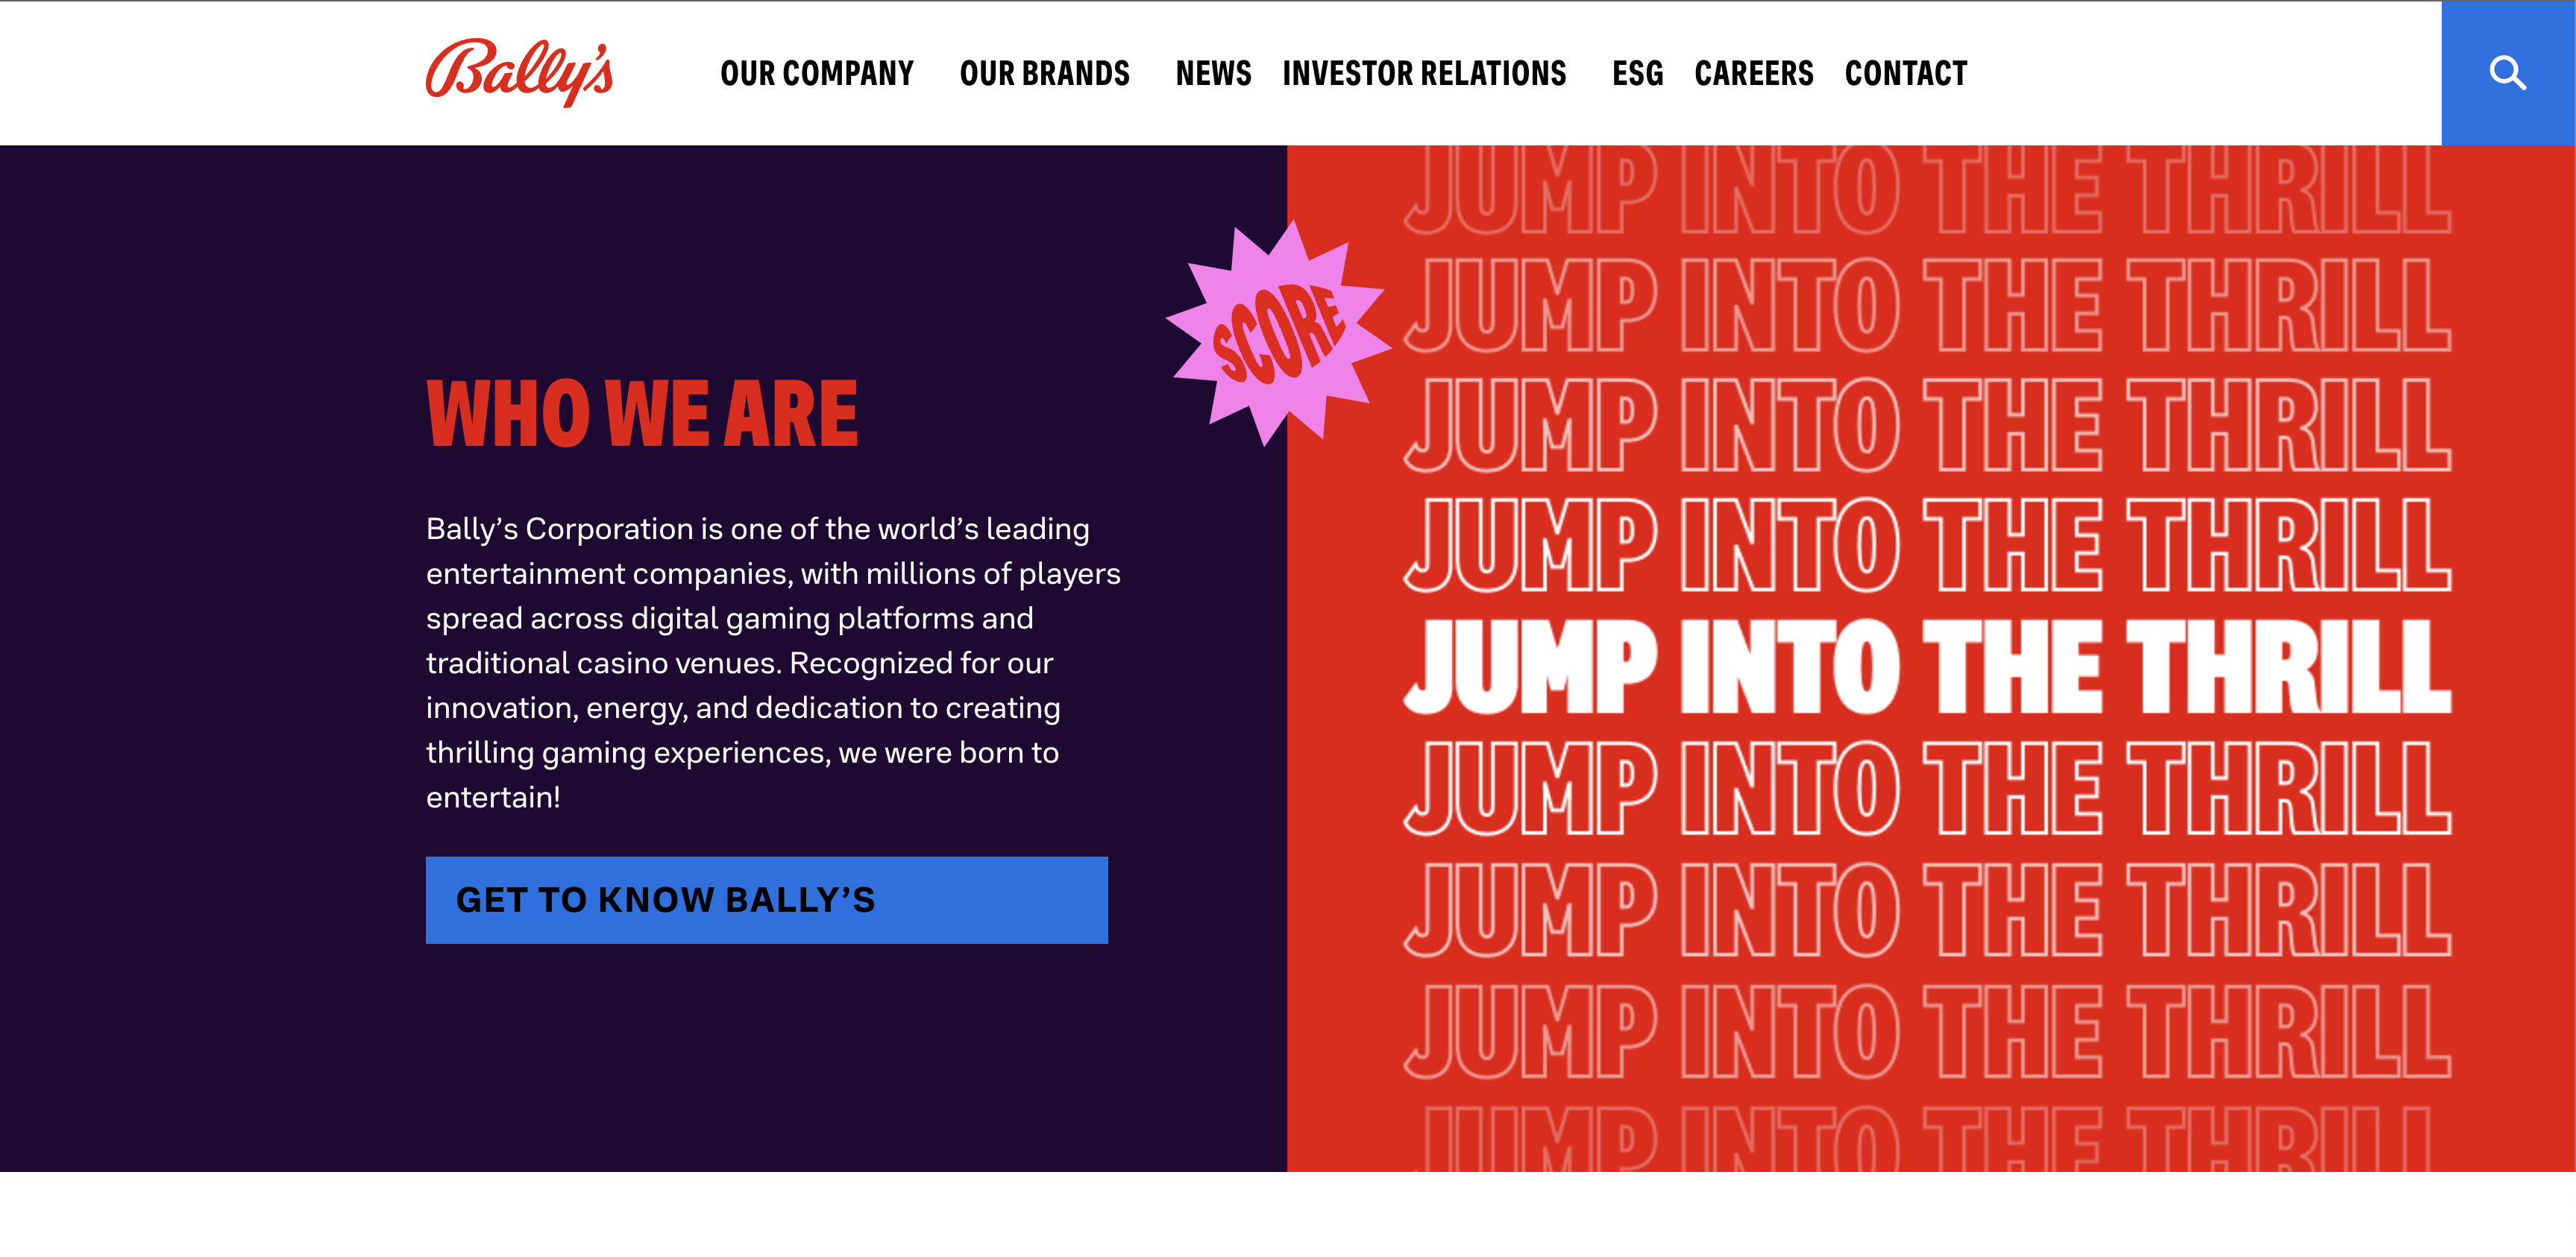 Bally's
OUR COMPANY OUR BRANDS NEWS INVESTOR RELATIONS ESG CAREERS CONTACT
WHO WE ARE
Bally’s Corporation is one of the world’s leading
entertainment companies, with millions of players
spread across digital gaming platforms and
traditional casino venues. Recognized for our
innovation, energy, and dedication to creating
thrilling gaming experiences, we were born to
entertain!
GET TO KNOW BALLY’S
SCORE
JUMP INTO THE THRILL
JUMP INTO THE THRILL
JUMP INTO THE THRILL
JUMP INTO THE THRILL
JUMP INTO THE THRILL
JUMP INTO THE THRILL
JUMP INTO THE THRILL
JUMP INTO THE THRILL
JUMP INTO THE THRILL